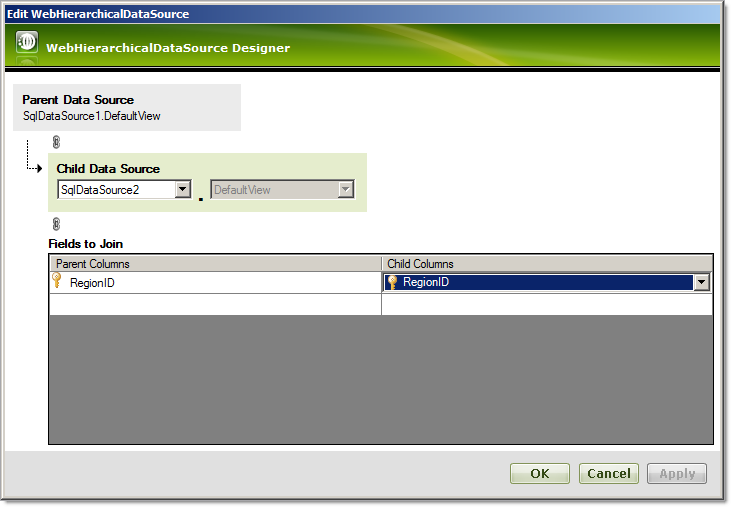 Edit WebHierarchicalDataSource
WebHierarchicalDataSource Designer
Parent Data Source
SqlDataSource1.DefaultView
Child Data Source
SqlDataSource2 . DefaultView
Fields to Join
Parent Columns Child Columns
RegionID RegionID
OK Cancel Apply